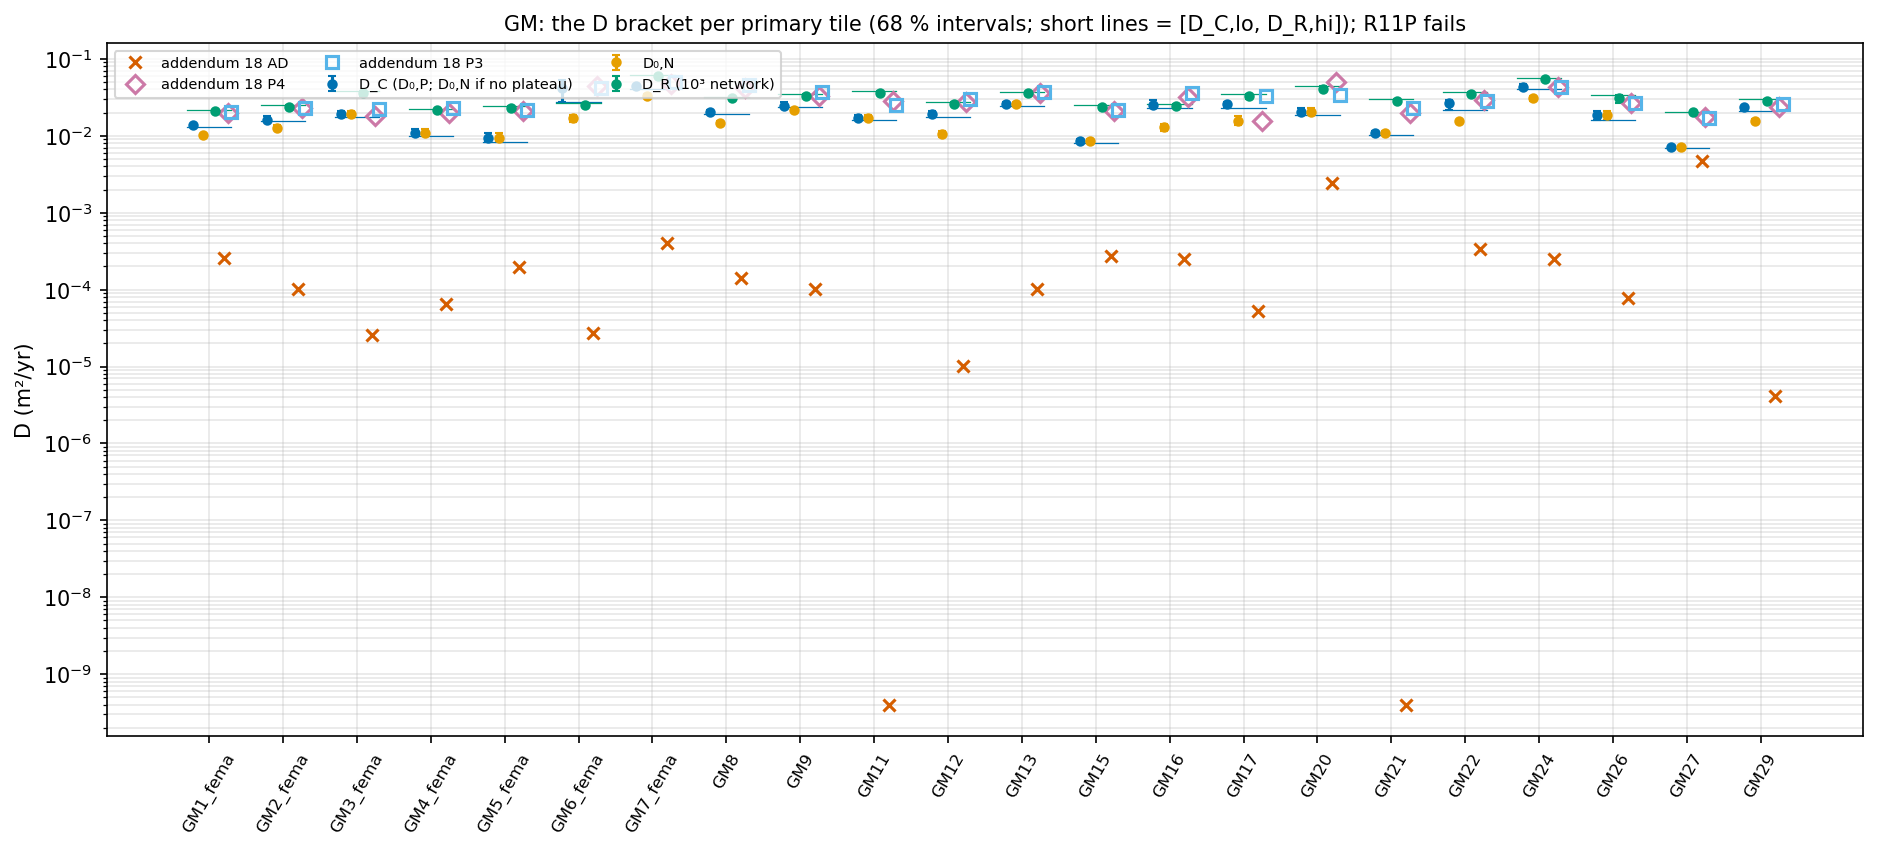 GM: the D bracket per primary tile (68 % intervals; short lines = [D_C,lo, D_R,hi]); R11P fails
addendum 18 AD
addendum 18 P4
addendum 18 P3
D_C (D₀,P; D₀,N if no plateau)
D₀,N
D_R (10³ network)
D (m²/yr)
10⁻¹
10⁻²
10⁻³
10⁻⁴
10⁻⁵
10⁻⁶
10⁻⁷
10⁻⁸
10⁻⁹
GM1_fema
GM2_fema
GM3_fema
GM4_fema
GM5_fema
GM6_fema
GM7_fema
GM8
GM9
GM11
GM12
GM13
GM15
GM16
GM17
GM20
GM21
GM22
GM24
GM26
GM27
GM29